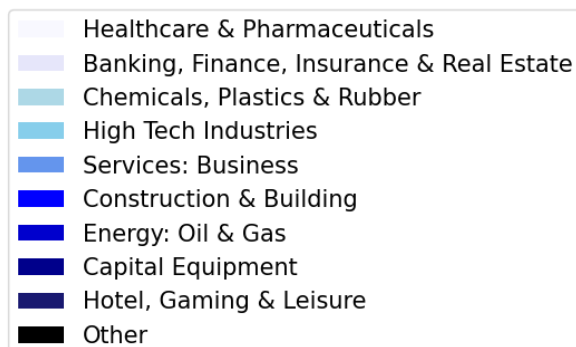 Healthcare & Pharmaceuticals
Banking, Finance, Insurance & Real Estate
Chemicals, Plastics & Rubber
High Tech Industries
Services: Business
Construction & Building
Energy: Oil & Gas
Capital Equipment
Hotel, Gaming & Leisure
Other